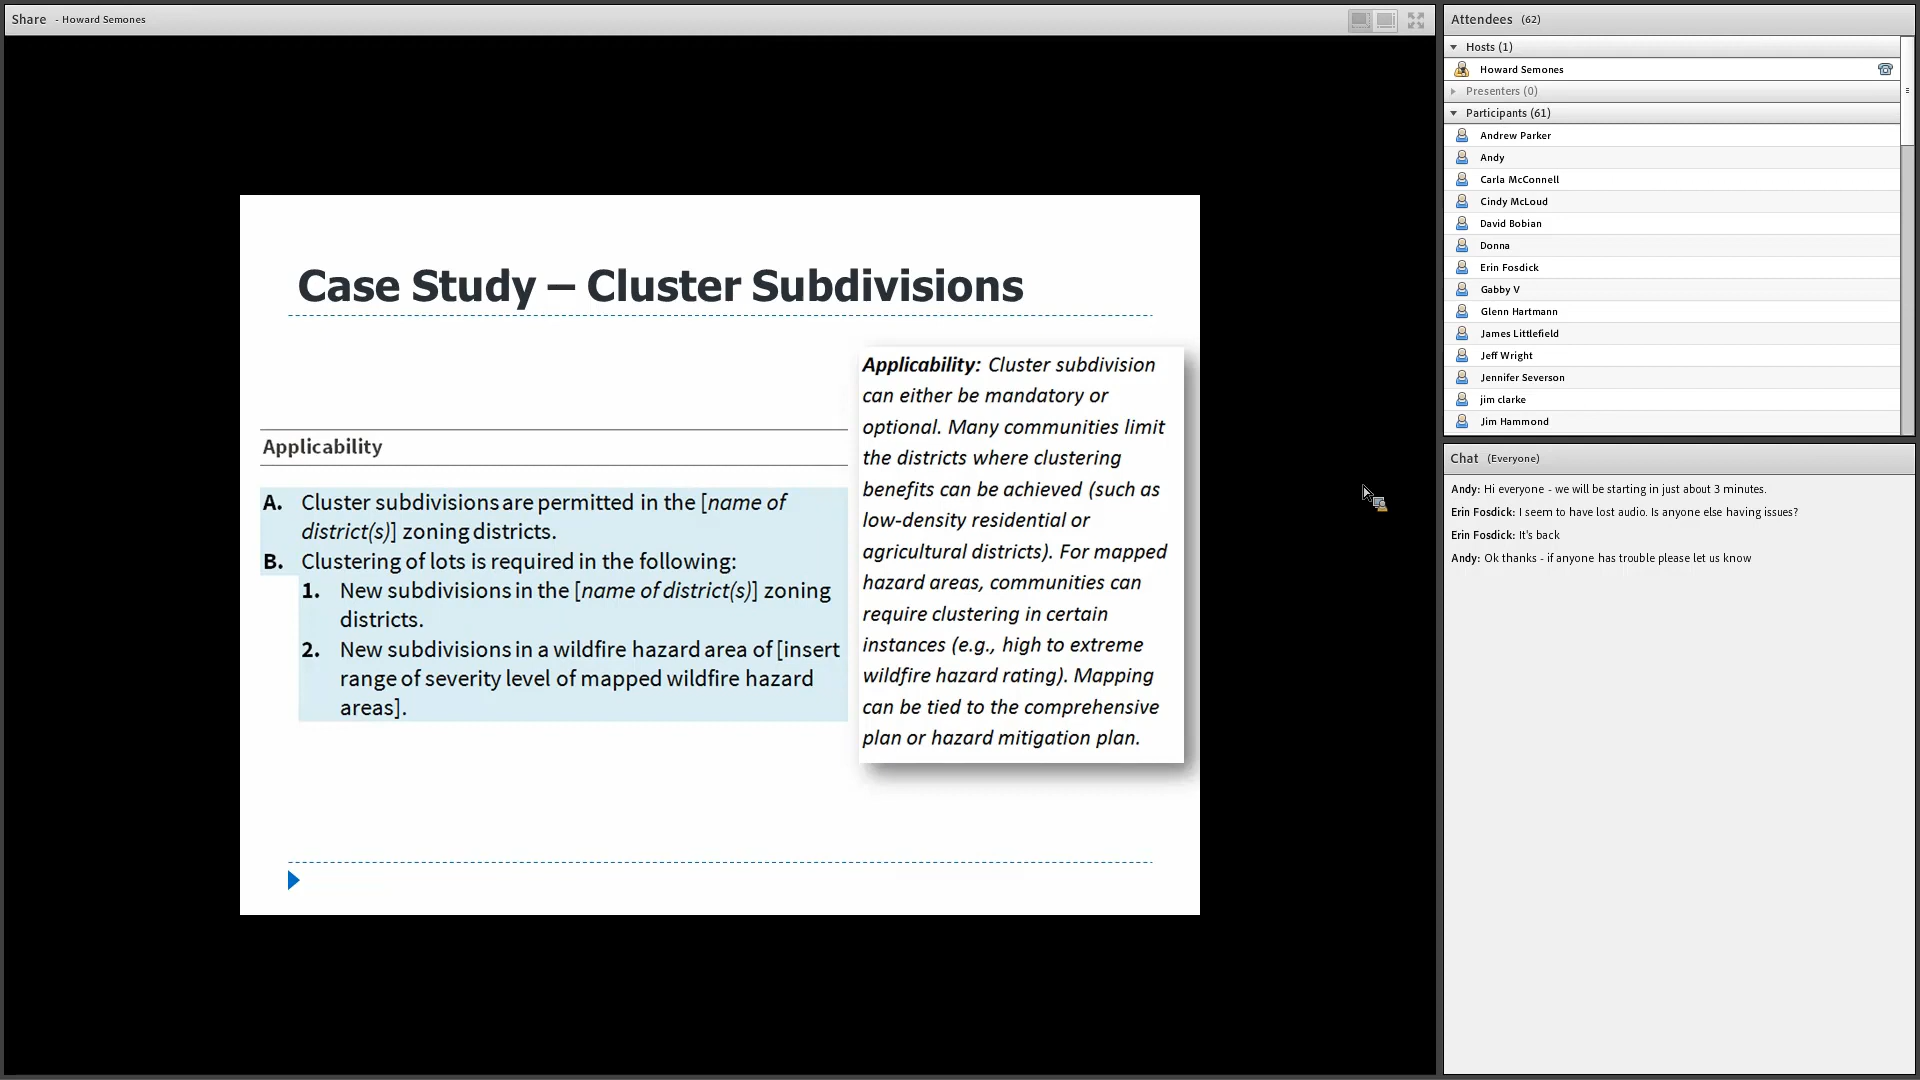 Share - Howard Semones
Case Study – Cluster Subdivisions
Applicability
A. Cluster subdivisions are permitted in the [name of
district(s)] zoning districts.
B. Clustering of lots is required in the following:
1. New subdivisions in the [name of district(s)] zoning
districts.
2. New subdivisions in a wildfire hazard area of [insert
range of severity level of mapped wildfire hazard
areas].
Applicability: Cluster subdivision
can either be mandatory or
optional. Many communities limit
the districts where clustering
benefits can be achieved (such as
low-density residential or
agricultural districts). For mapped
hazard areas, communities can
require clustering in certain
instances (e.g., high to extreme
wildfire hazard rating). Mapping
can be tied to the comprehensive
plan or hazard mitigation plan.
Attendees (62)
Hosts (1)
Howard Semones
Presenters (0)
Participants (61)
Andrew Parker
Andy
Carla McConnell
Cindy McLoud
David Bobian
Donna
Erin Fosdick
Gabby V
Glenn Hartmann
James Littlefield
Jeff Wright
Jennifer Severson
jim clarke
Jim Hammond
Chat (Everyone)
Andy: Hi everyone - we will be starting in just about 3 minutes.
Erin Fosdick: I seem to have lost audio. Is anyone else having issues?
Erin Fosdick: It's back
Andy: Ok thanks - if anyone has trouble please let us know